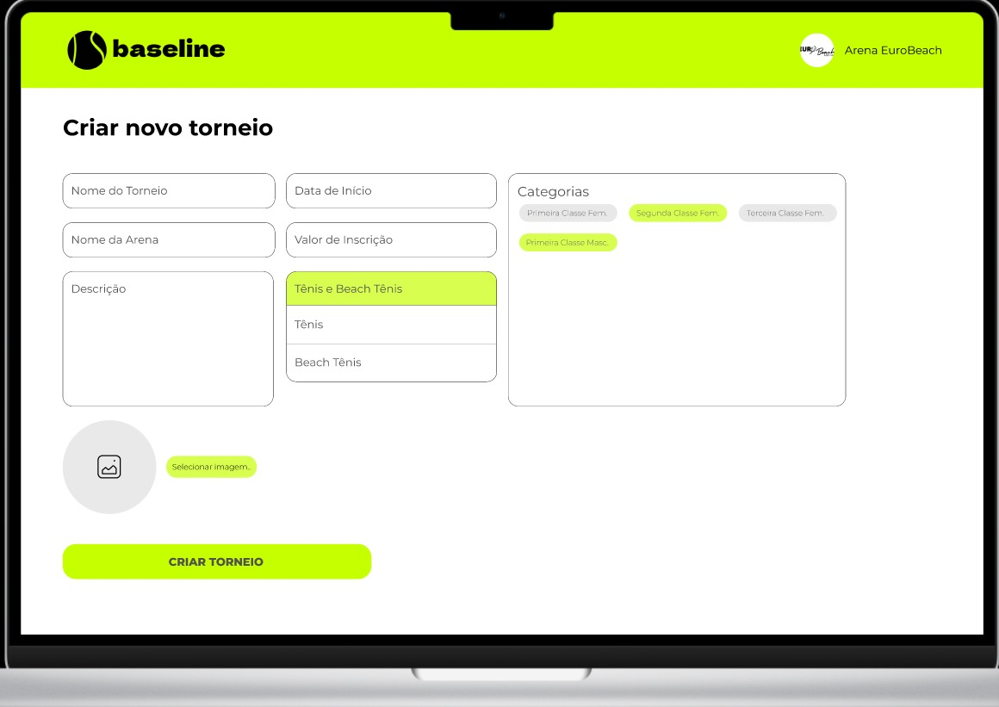 baseline
EURO Beach
Arena EuroBeach
Criar novo torneio
Nome do Torneio
Data de Início
Categorias
Primeira Classe Fem.
Segunda Classe Fem.
Terceira Classe Fem.
Nome da Arena
Valor de Inscrição
Primeira Classe Masc.
Descrição
Tênis e Beach Tênis
Tênis
Beach Tênis
Selecionar imagem..
CRIAR TORNEIO